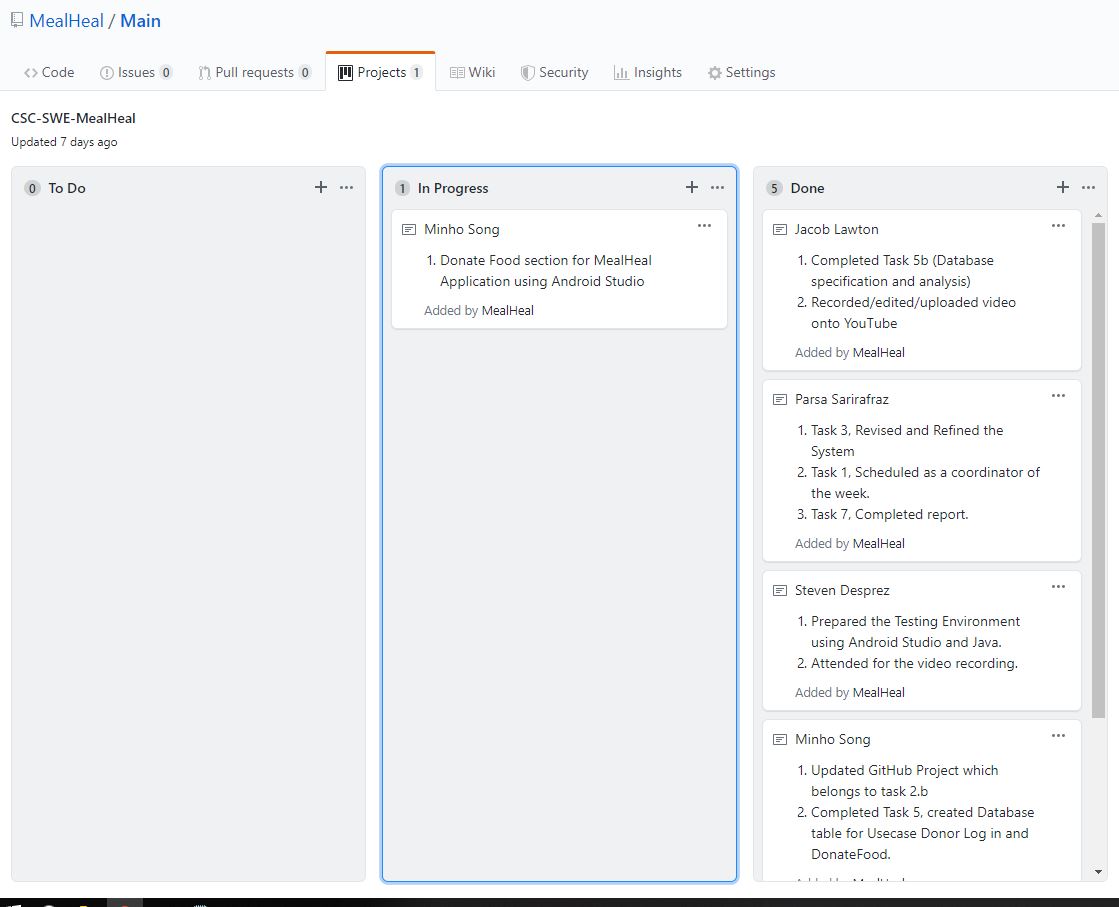 MealHeal / Main
Code Issues 0 Pull requests 0 Projects 1 Wiki Security Insights Settings
CSC-SWE-MealHeal
Updated 7 days ago
0 To Do
1 In Progress
Minho Song
1. Donate Food section for MealHeal
Application using Android Studio
Added by MealHeal
5 Done
Jacob Lawton
1. Completed Task 5b (Database
specification and analysis)
2. Recorded/edited/uploaded video
onto YouTube
Added by MealHeal
Parsa Sarirafraz
1. Task 3, Revised and Refined the
System
2. Task 1, Scheduled as a coordinator of
the week.
3. Task 7, Completed report.
Added by MealHeal
Steven Desprez
1. Prepared the Testing Environment
using Android Studio and Java.
2. Attended for the video recording.
Added by MealHeal
Minho Song
1. Updated GitHub Project which
belongs to task 2.b
2. Completed Task 5, created Database
table for Usecase Donor Log in and
DonateFood.